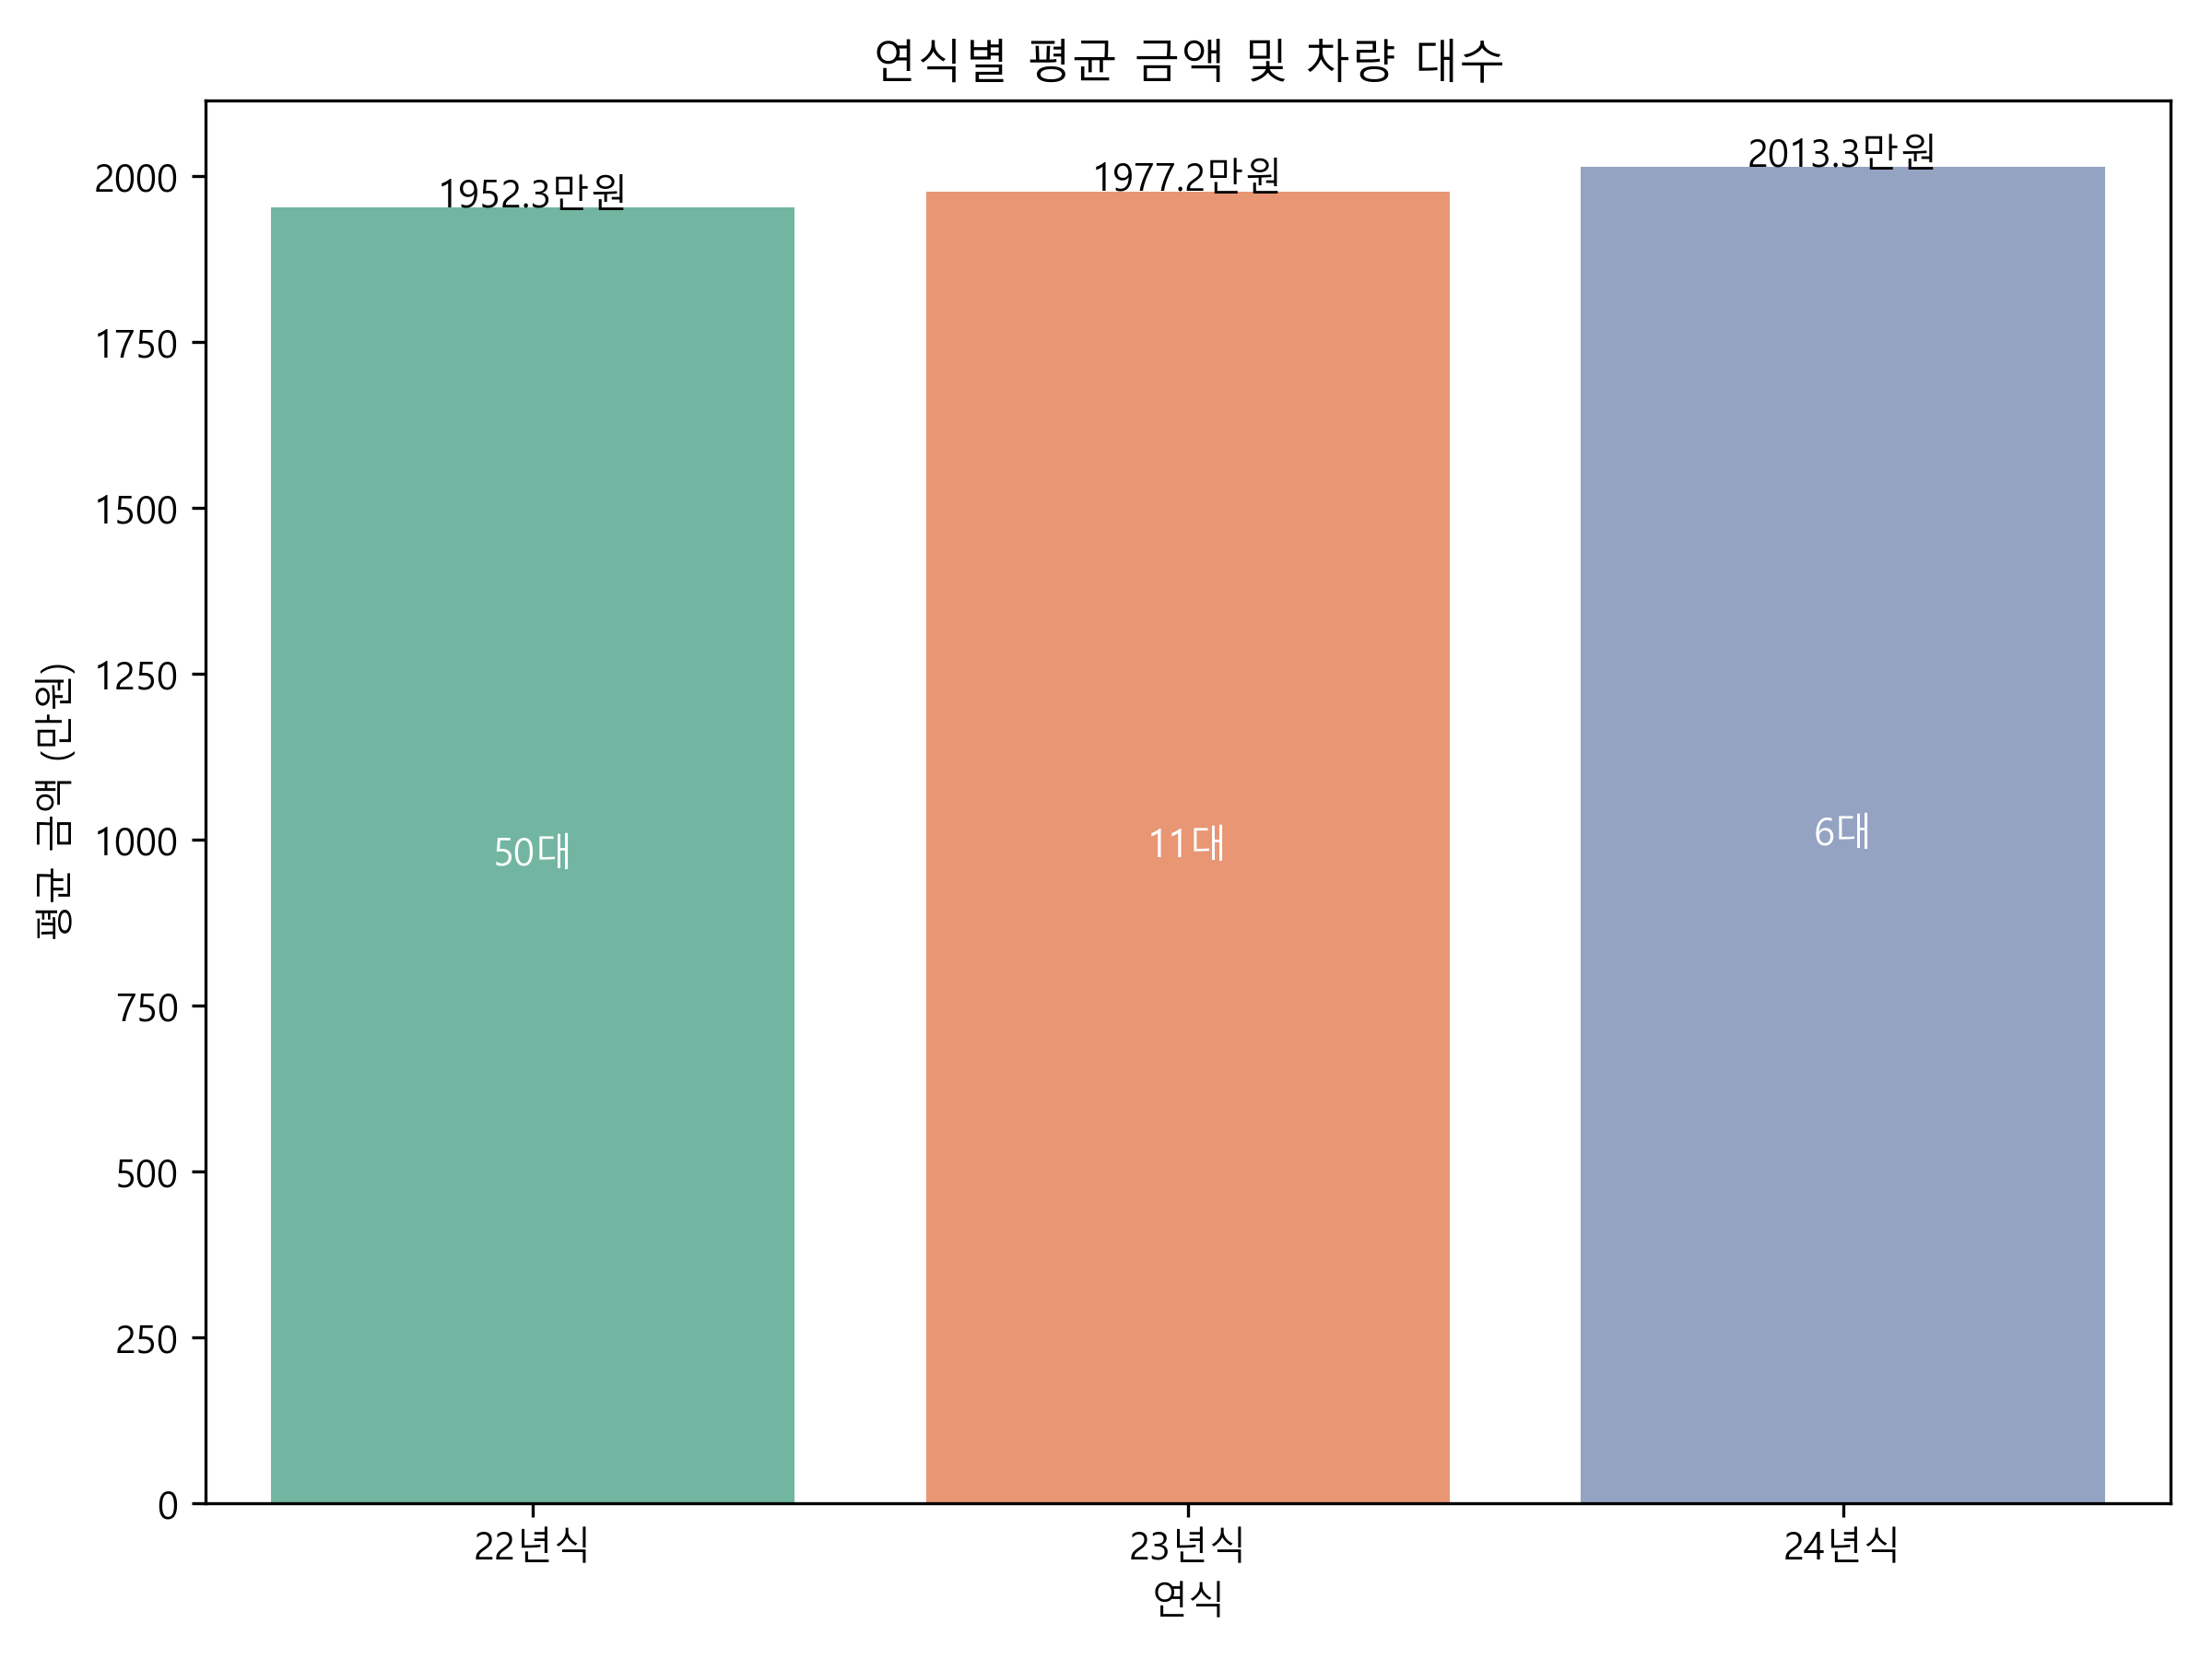 연식별 평균 금액 및 차량 대수
평균 금액 (만원)
2000
1750
1500
1250
1000
750
500
250
0
1952.3만원
1977.2만원
2013.3만원
50대
11대
6대
22년식
23년식
24년식
연식